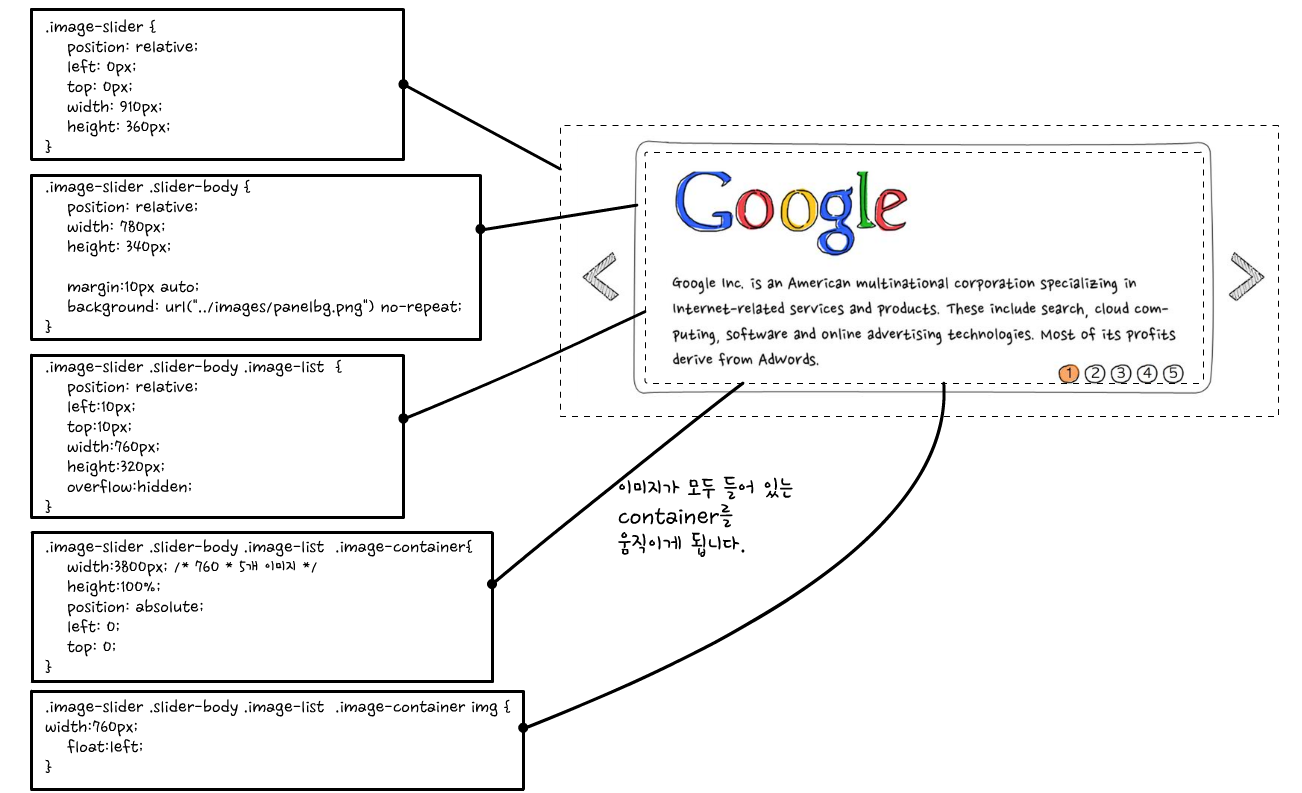 .image-slider {
position: relative;
left: 0px;
top: 0px;
width: 910px;
height: 360px;
}
.image-slider .slider-body {
position: relative;
width: 780px;
height: 340px;
margin:10px auto;
background: url("../images/panelbg.png") no-repeat;
}
.image-slider .slider-body .image-list {
position: relative;
left:10px;
top:10px;
width:760px;
height:320px;
overflow:hidden;
}
.image-slider .slider-body .image-list .image-container{
width:3800px; /* 760 * 5개 이미지 */
height:100%;
position: absolute;
left: 0;
top: 0;
}
.image-slider .slider-body .image-list .image-container img {
width:760px;
float:left;
}
Google
Google Inc. is an American multinational corporation specializing in
Internet-related services and products. These include search, cloud com-
puting, software and online advertising technologies. Most of its profits
derive from Adwords.
1 2 3 4 5
이미지가 모두 들어 있는
container를
움직이게 됩니다.